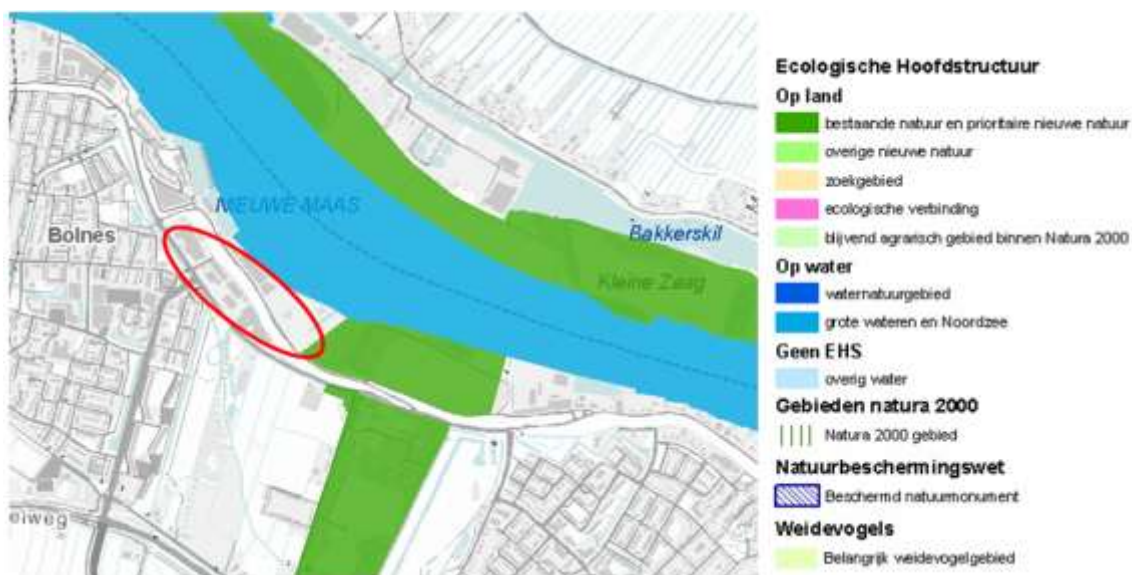 NIEUWE MAAS
Bolnes
Bakkerskil
Kleine Zaag
eiweg
Ecologische Hoofdstructuur
Op land
bestaande natuur en prioritaire nieuwe natuur
overige nieuwe natuur
zoekgebied
ecologische verbinding
blijvend agrarisch gebied binnen Natura 2000
Op water
waternatuurgebied
grote wateren en Noordzee
Geen EHS
overig water
Gebieden natura 2000
Natura 2000 gebied
Natuurbeschermingswet
Beschermd natuurmonument
Weidevogels
Belangrijk weidevogelgebied